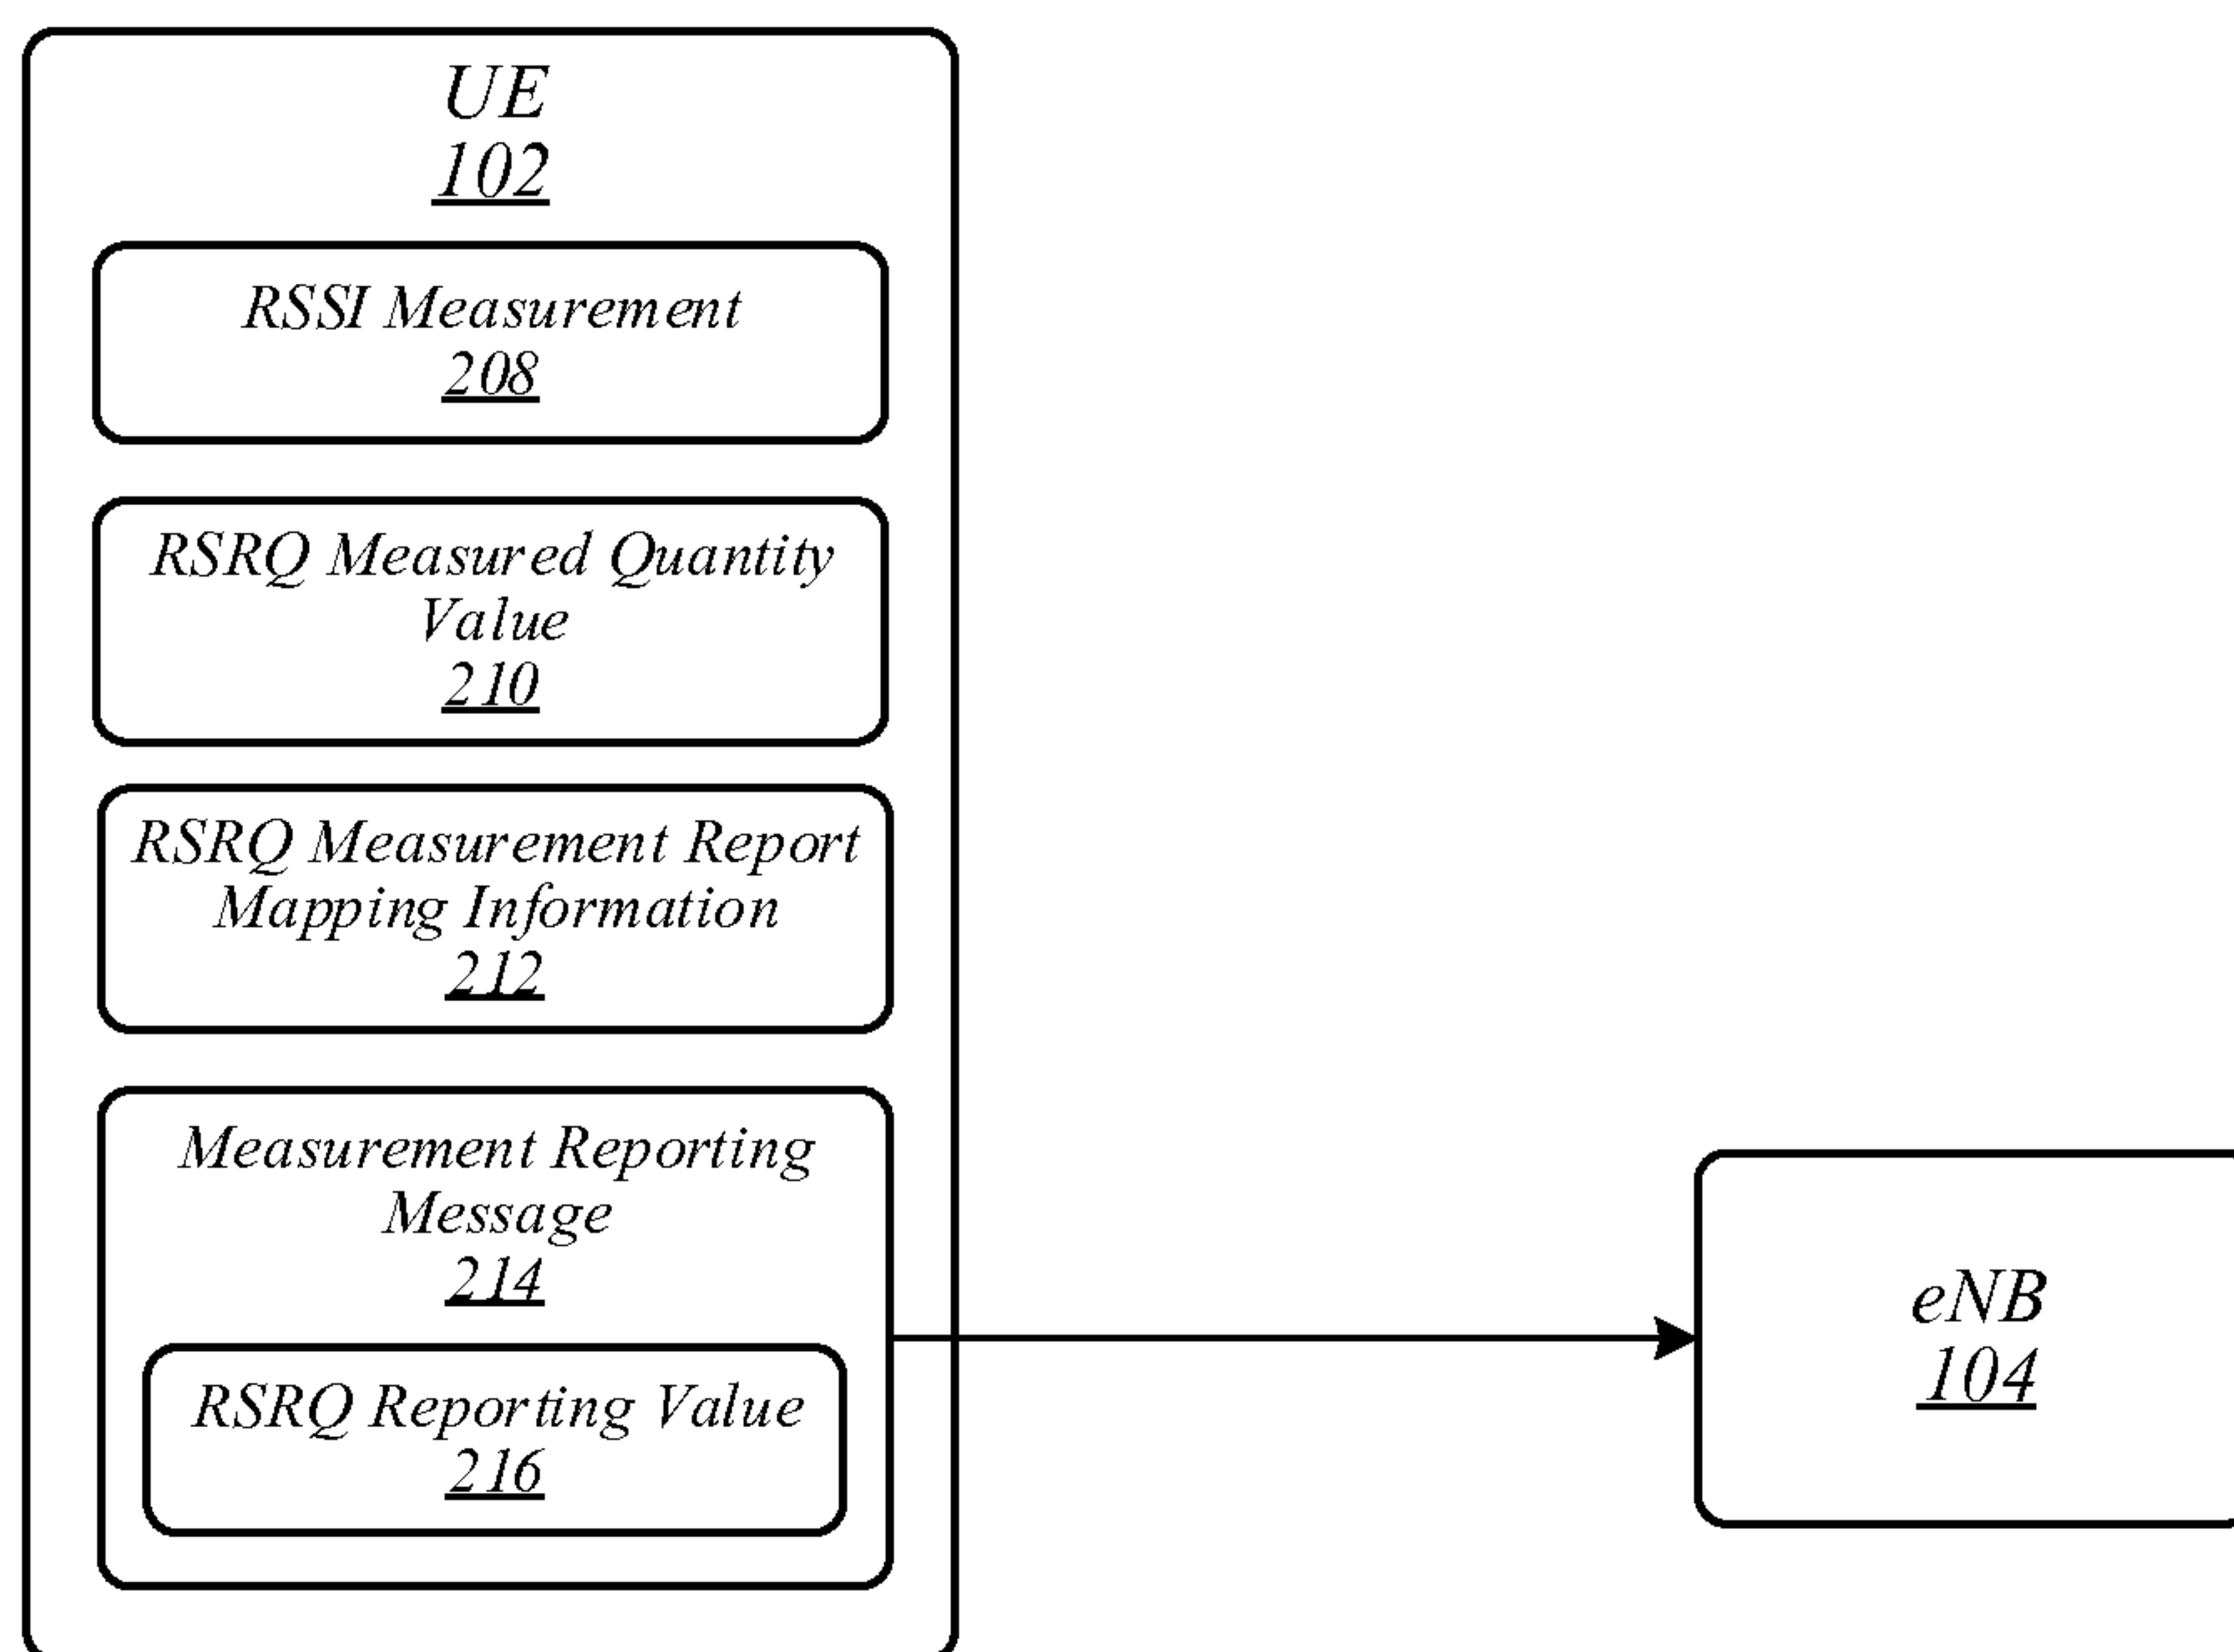 UE
102
RSSI Measurement
208
RSRQ Measured Quantity
Value
210
RSRQ Measurement Report
Mapping Information
212
Measurement Reporting
Message
214
RSRQ Reporting Value
216
eNB
104